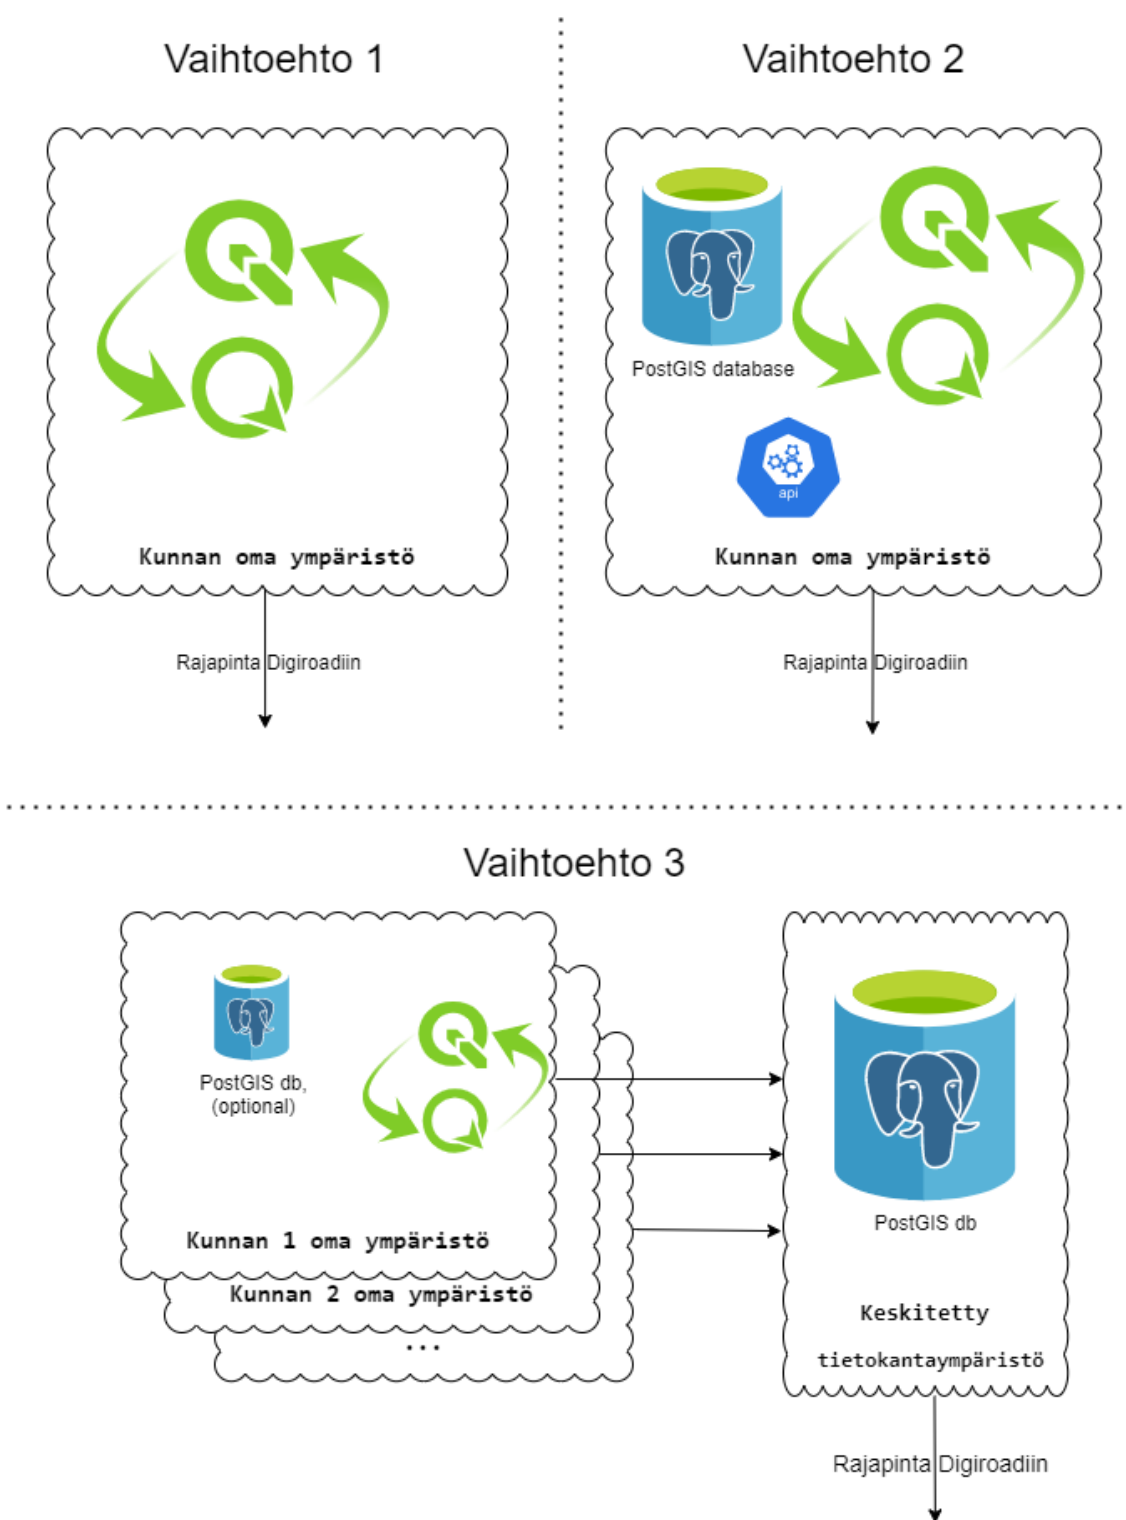 Vaihtoehto 1
Vaihtoehto 2
PostGIS database
api
Kunnan oma ympäristö
Kunnan oma ympäristö
Rajapinta Digiroadiin
Rajapinta Digiroadiin
Vaihtoehto 3
PostGIS db,
(optional)
Kunnan 1 oma ympäristö
Kunnan 2 oma ympäristö
...
PostGIS db
Keskitetty
tietokantaympäristö
Rajapinta Digiroadiin